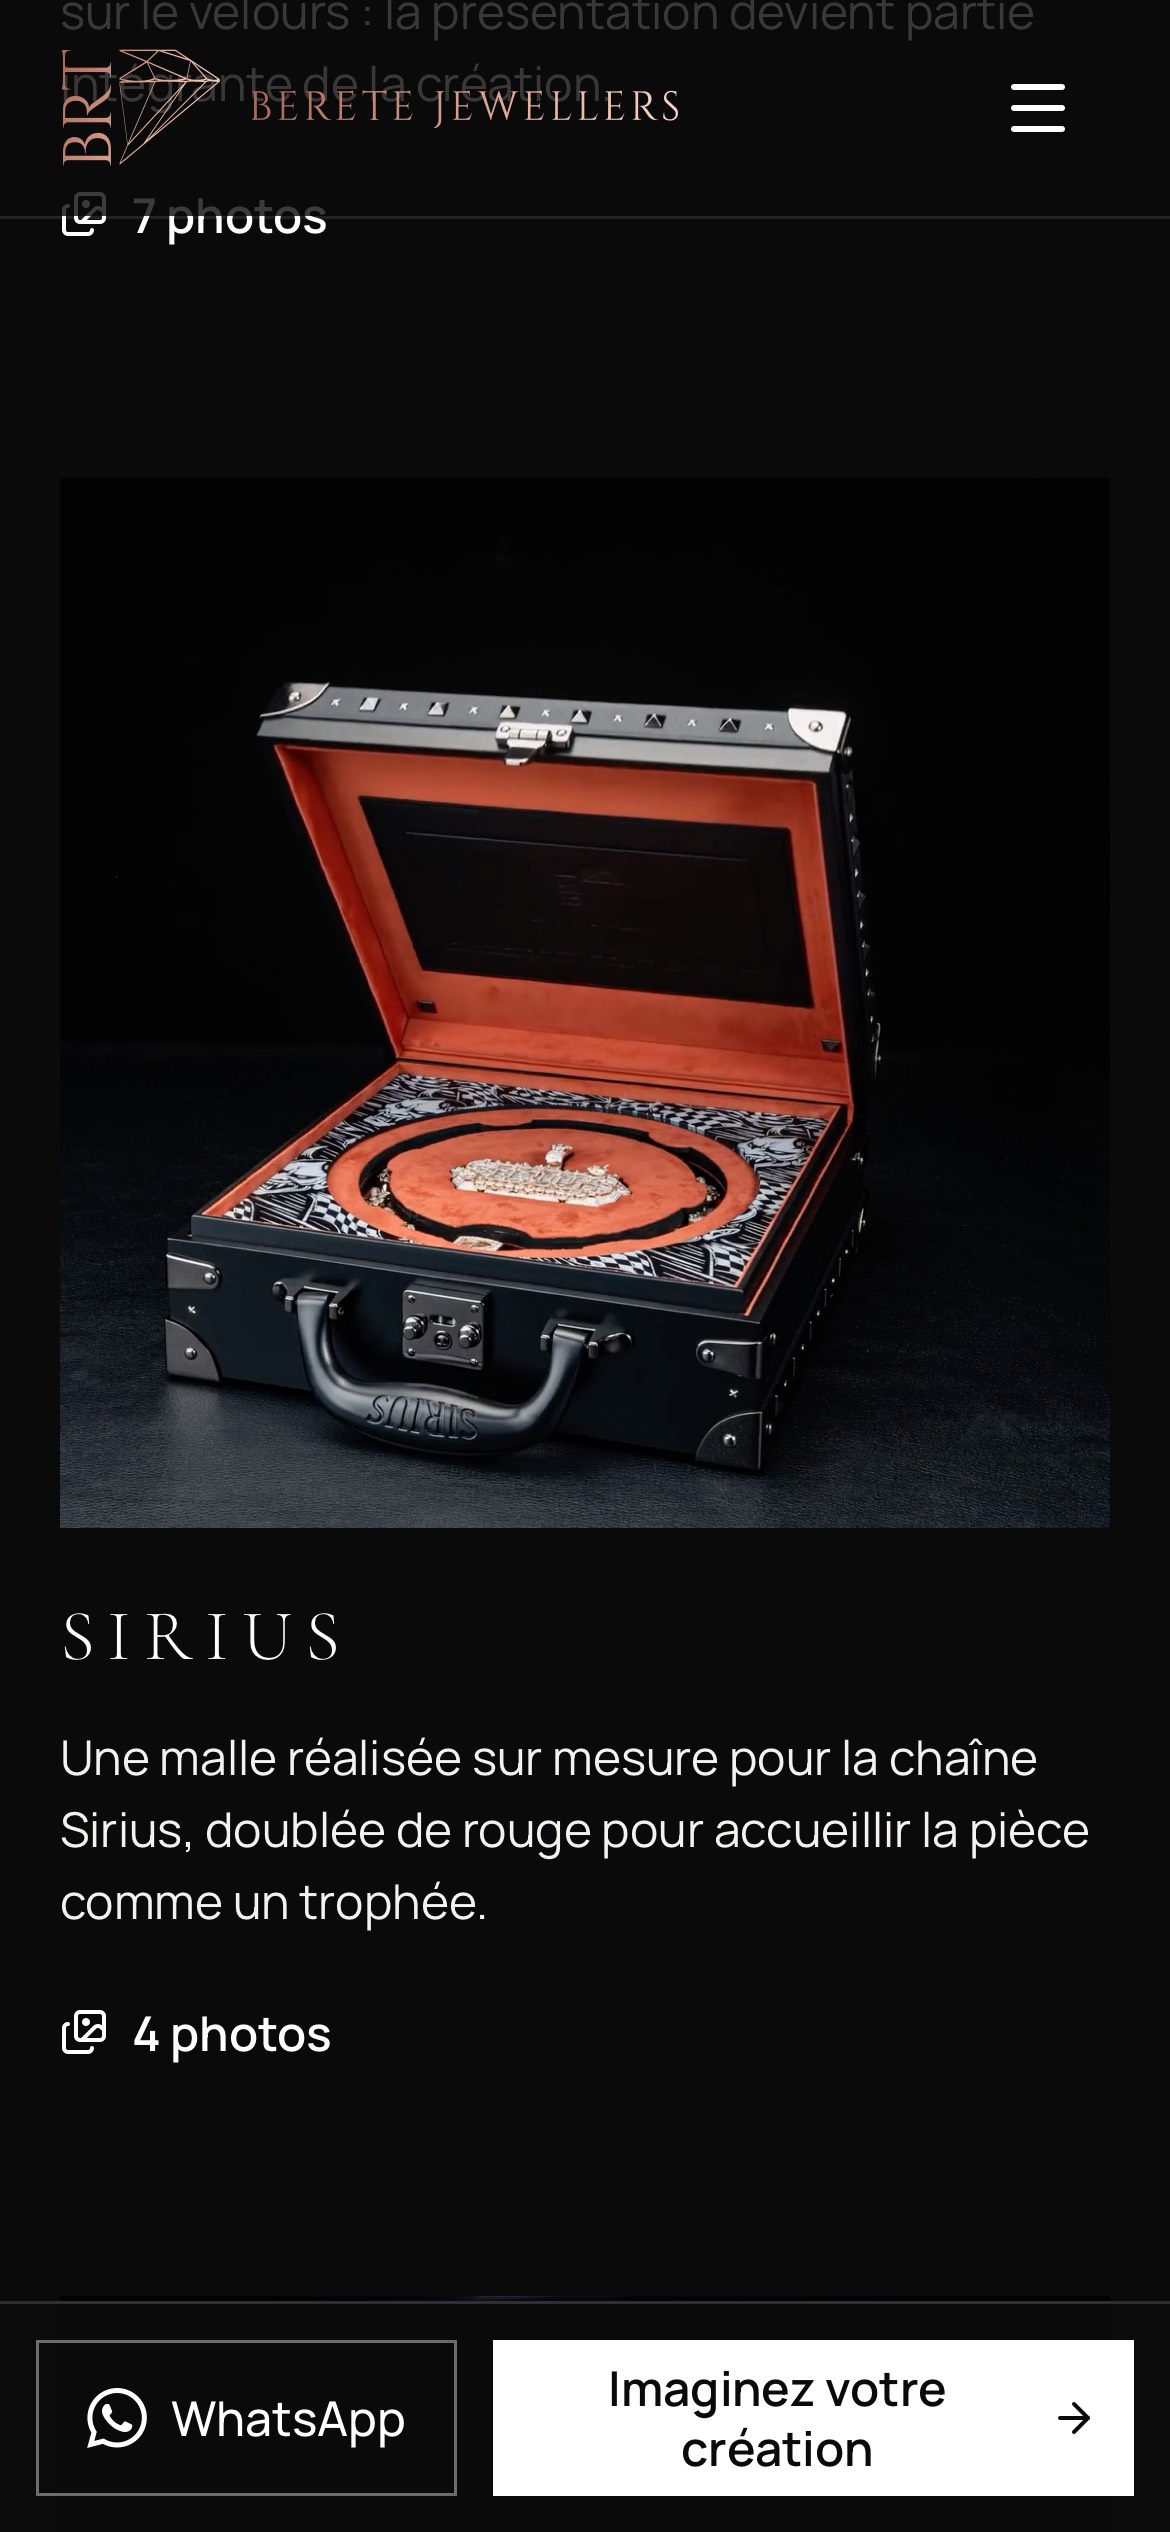 sur le velours : la présentation devient partie
intégrante de la création.
BRT
BERETE JEWELLERS
7 photos
SIRIUS
SIRIUS
Une malle réalisée sur mesure pour la chaîne
Sirius, doublée de rouge pour accueillir la pièce
comme un trophée.
4 photos
WhatsApp
Imaginez votre
création